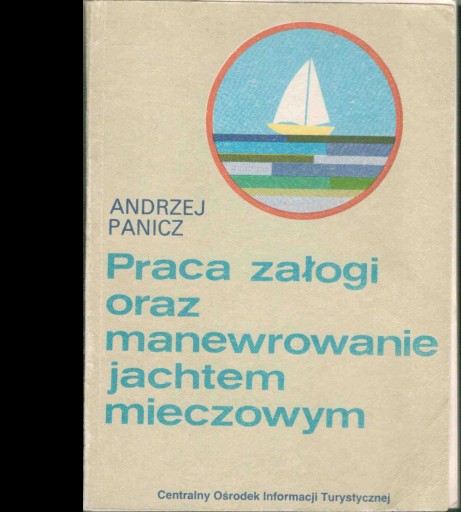 ANDRZEJ
PANICZ
Praca załogi
oraz
manewrowanie
jachtem
mieczowym
Centralny Ośrodek Informacji Turystycznej